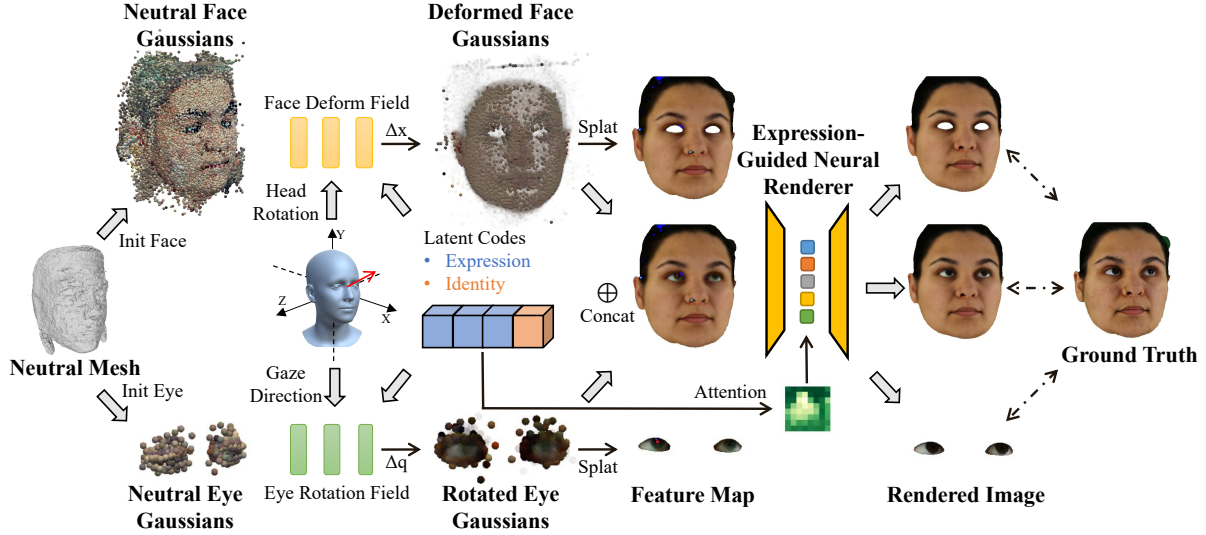 Neutral Face
Gaussians
Deformed Face
Gaussians
Face Deform Field
Δx
Splat
Expression-
Guided Neural
Renderer
Head
Rotation
Init Face
Y
Z
X
Latent Codes
• Expression
• Identity
⊕
Concat
Neutral Mesh
Ground Truth
Init Eye
Gaze
Direction
Attention
Δq
Splat
Eye Rotation Field
Neutral Eye
Gaussians
Rotated Eye
Gaussians
Feature Map
Rendered Image